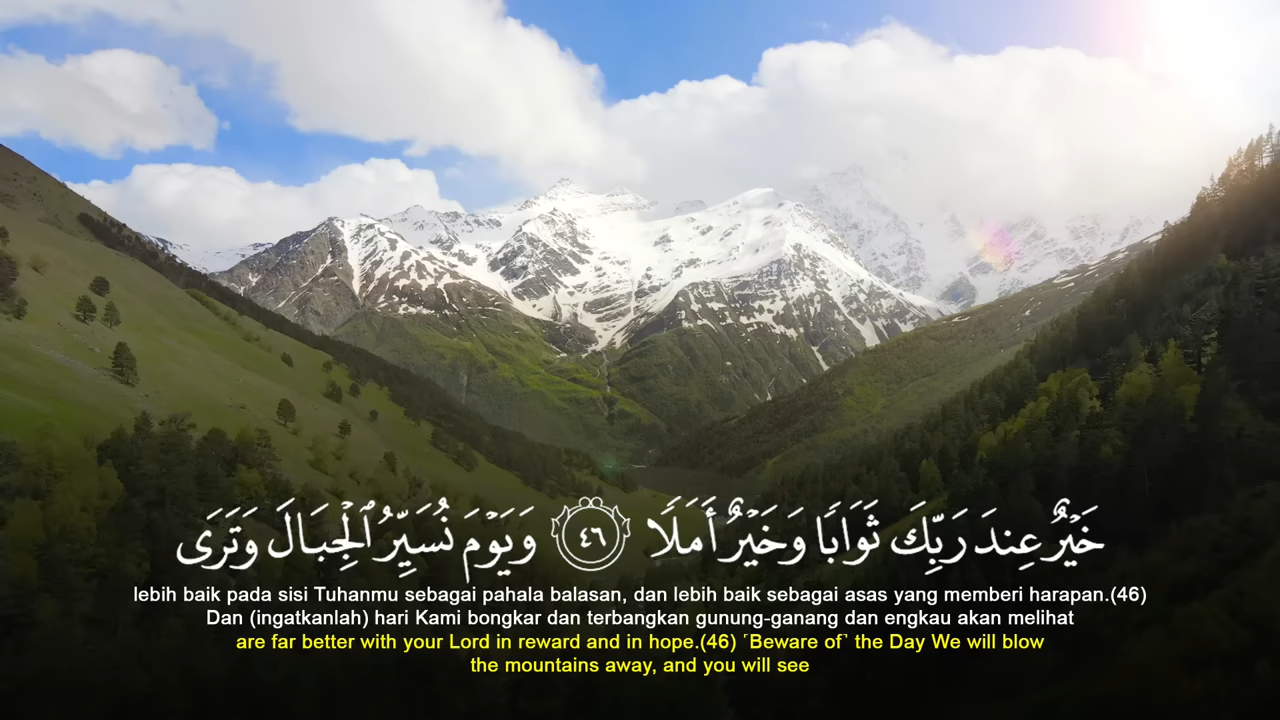 خَيْرٌ عِندَ رَبِّكَ ثَوَابًا وَخَيْرٌ أَمَلًا ٤٦ وَيَوْمَ نُسَيِّرُ ٱلْجِبَالَ وَتَرَى
lebih baik pada sisi Tuhanmu sebagai pahala balasan, dan lebih baik sebagai asas yang memberi harapan.(46)
Dan (ingatkanlah) hari Kami bongkar dan terbangkan gunung-ganang dan engkau akan melihat
are far better with your Lord in reward and in hope.(46) ˹Beware of˺ the Day We will blow
the mountains away, and you will see